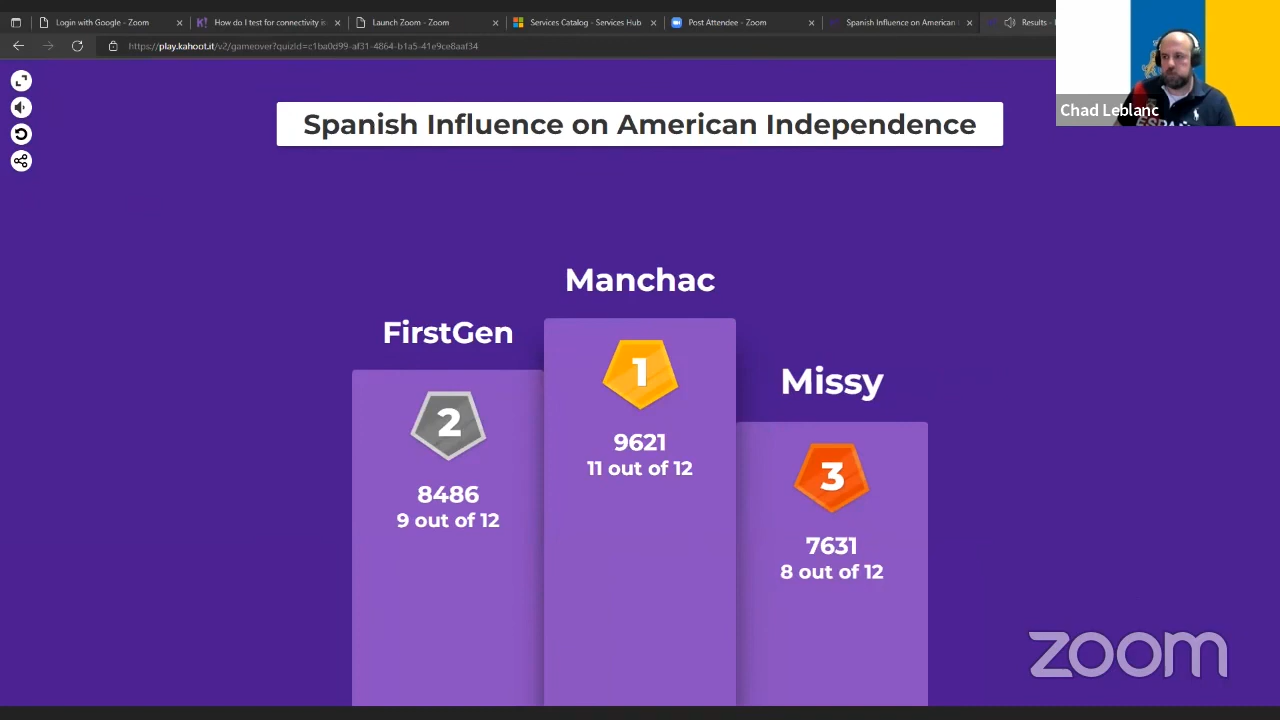 Login with Google - Zoom
How do I test for connectivity is
Launch Zoom - Zoom
Services Catalog - Services Hub
Post Attendee - Zoom
Spanish Influence on American
Results -
https://play.kahoot.it/v2/gameover?quizId=c1ba0d99-af31-4864-b1a5-41e9ce8aaf34
Chad Leblanc
Spanish Influence on American Independence
Manchac
FirstGen
Missy
1
9621
11 out of 12
2
8486
9 out of 12
3
7631
8 out of 12
zoom